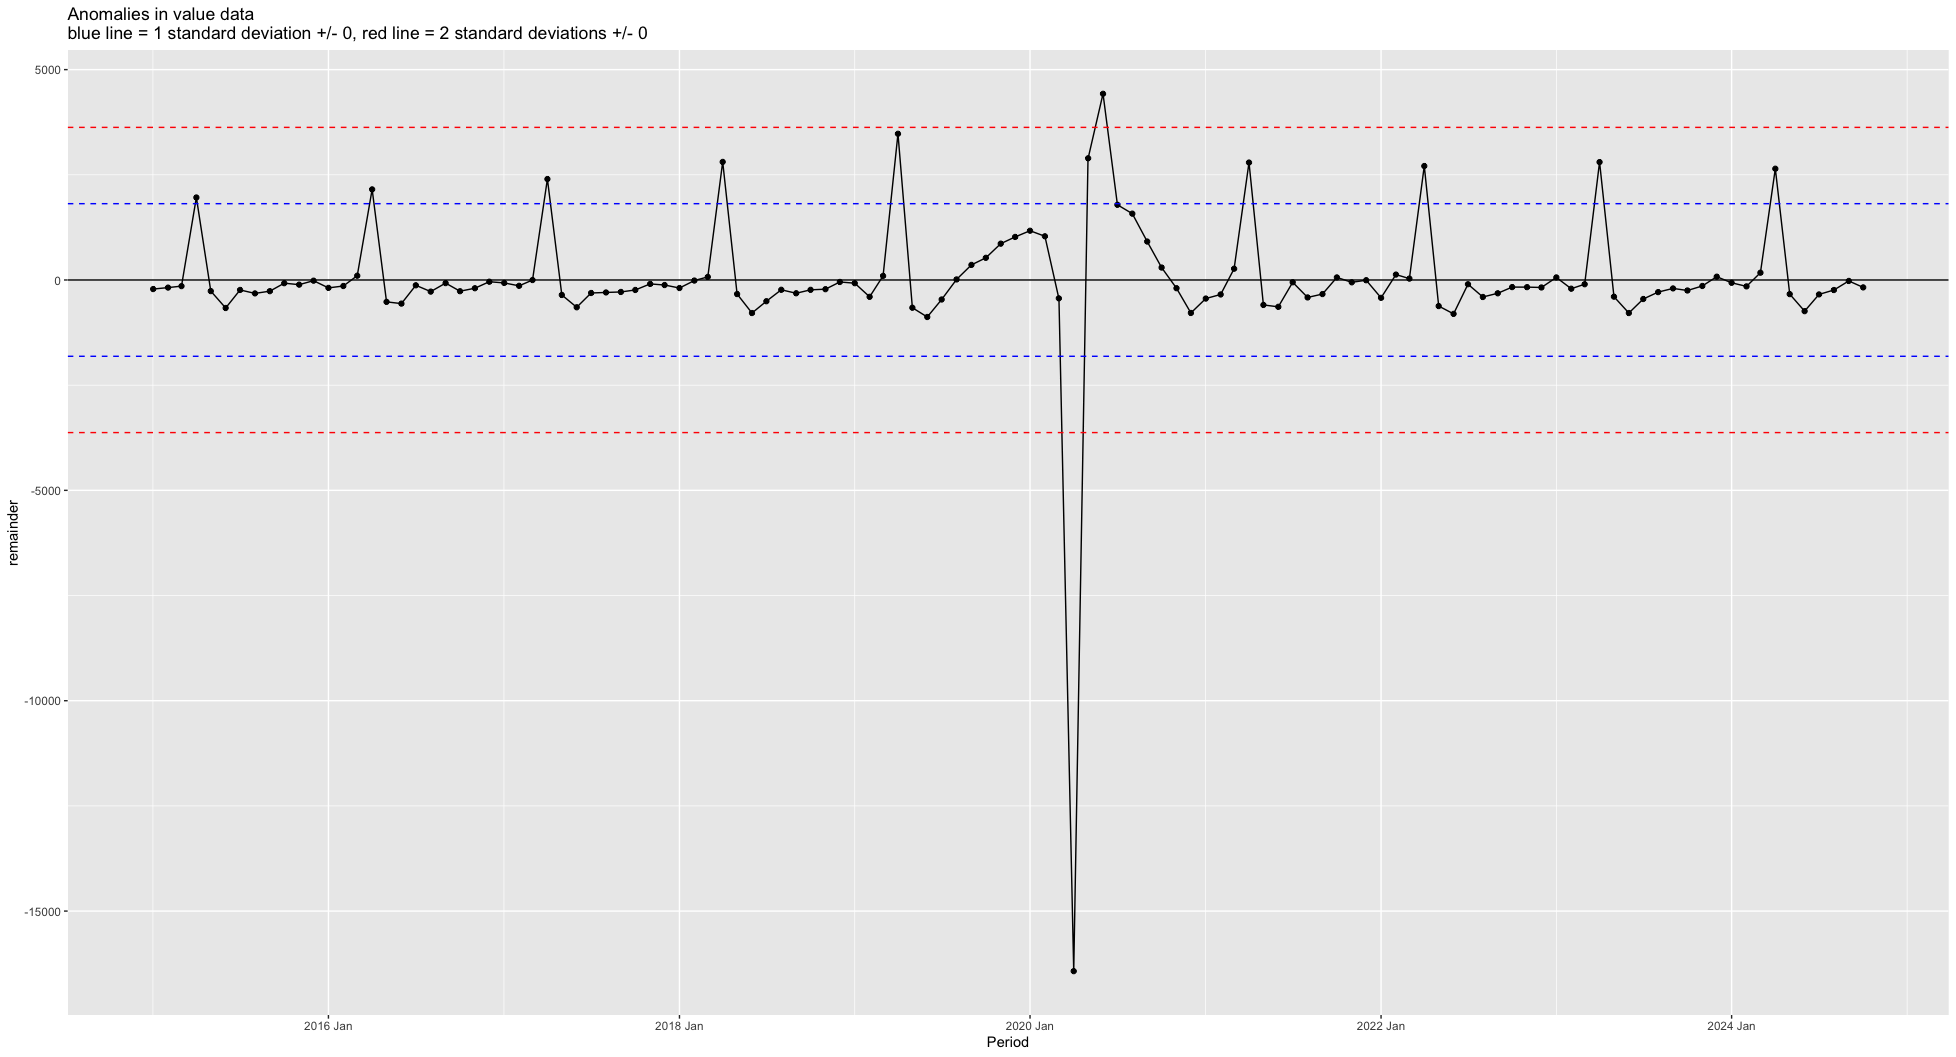 Anomalies in value data
blue line = 1 standard deviation +/- 0, red line = 2 standard deviations +/- 0
5000
0
-5000
-10000
-15000
remainder
2016 Jan
2018 Jan
2020 Jan
2022 Jan
2024 Jan
Period